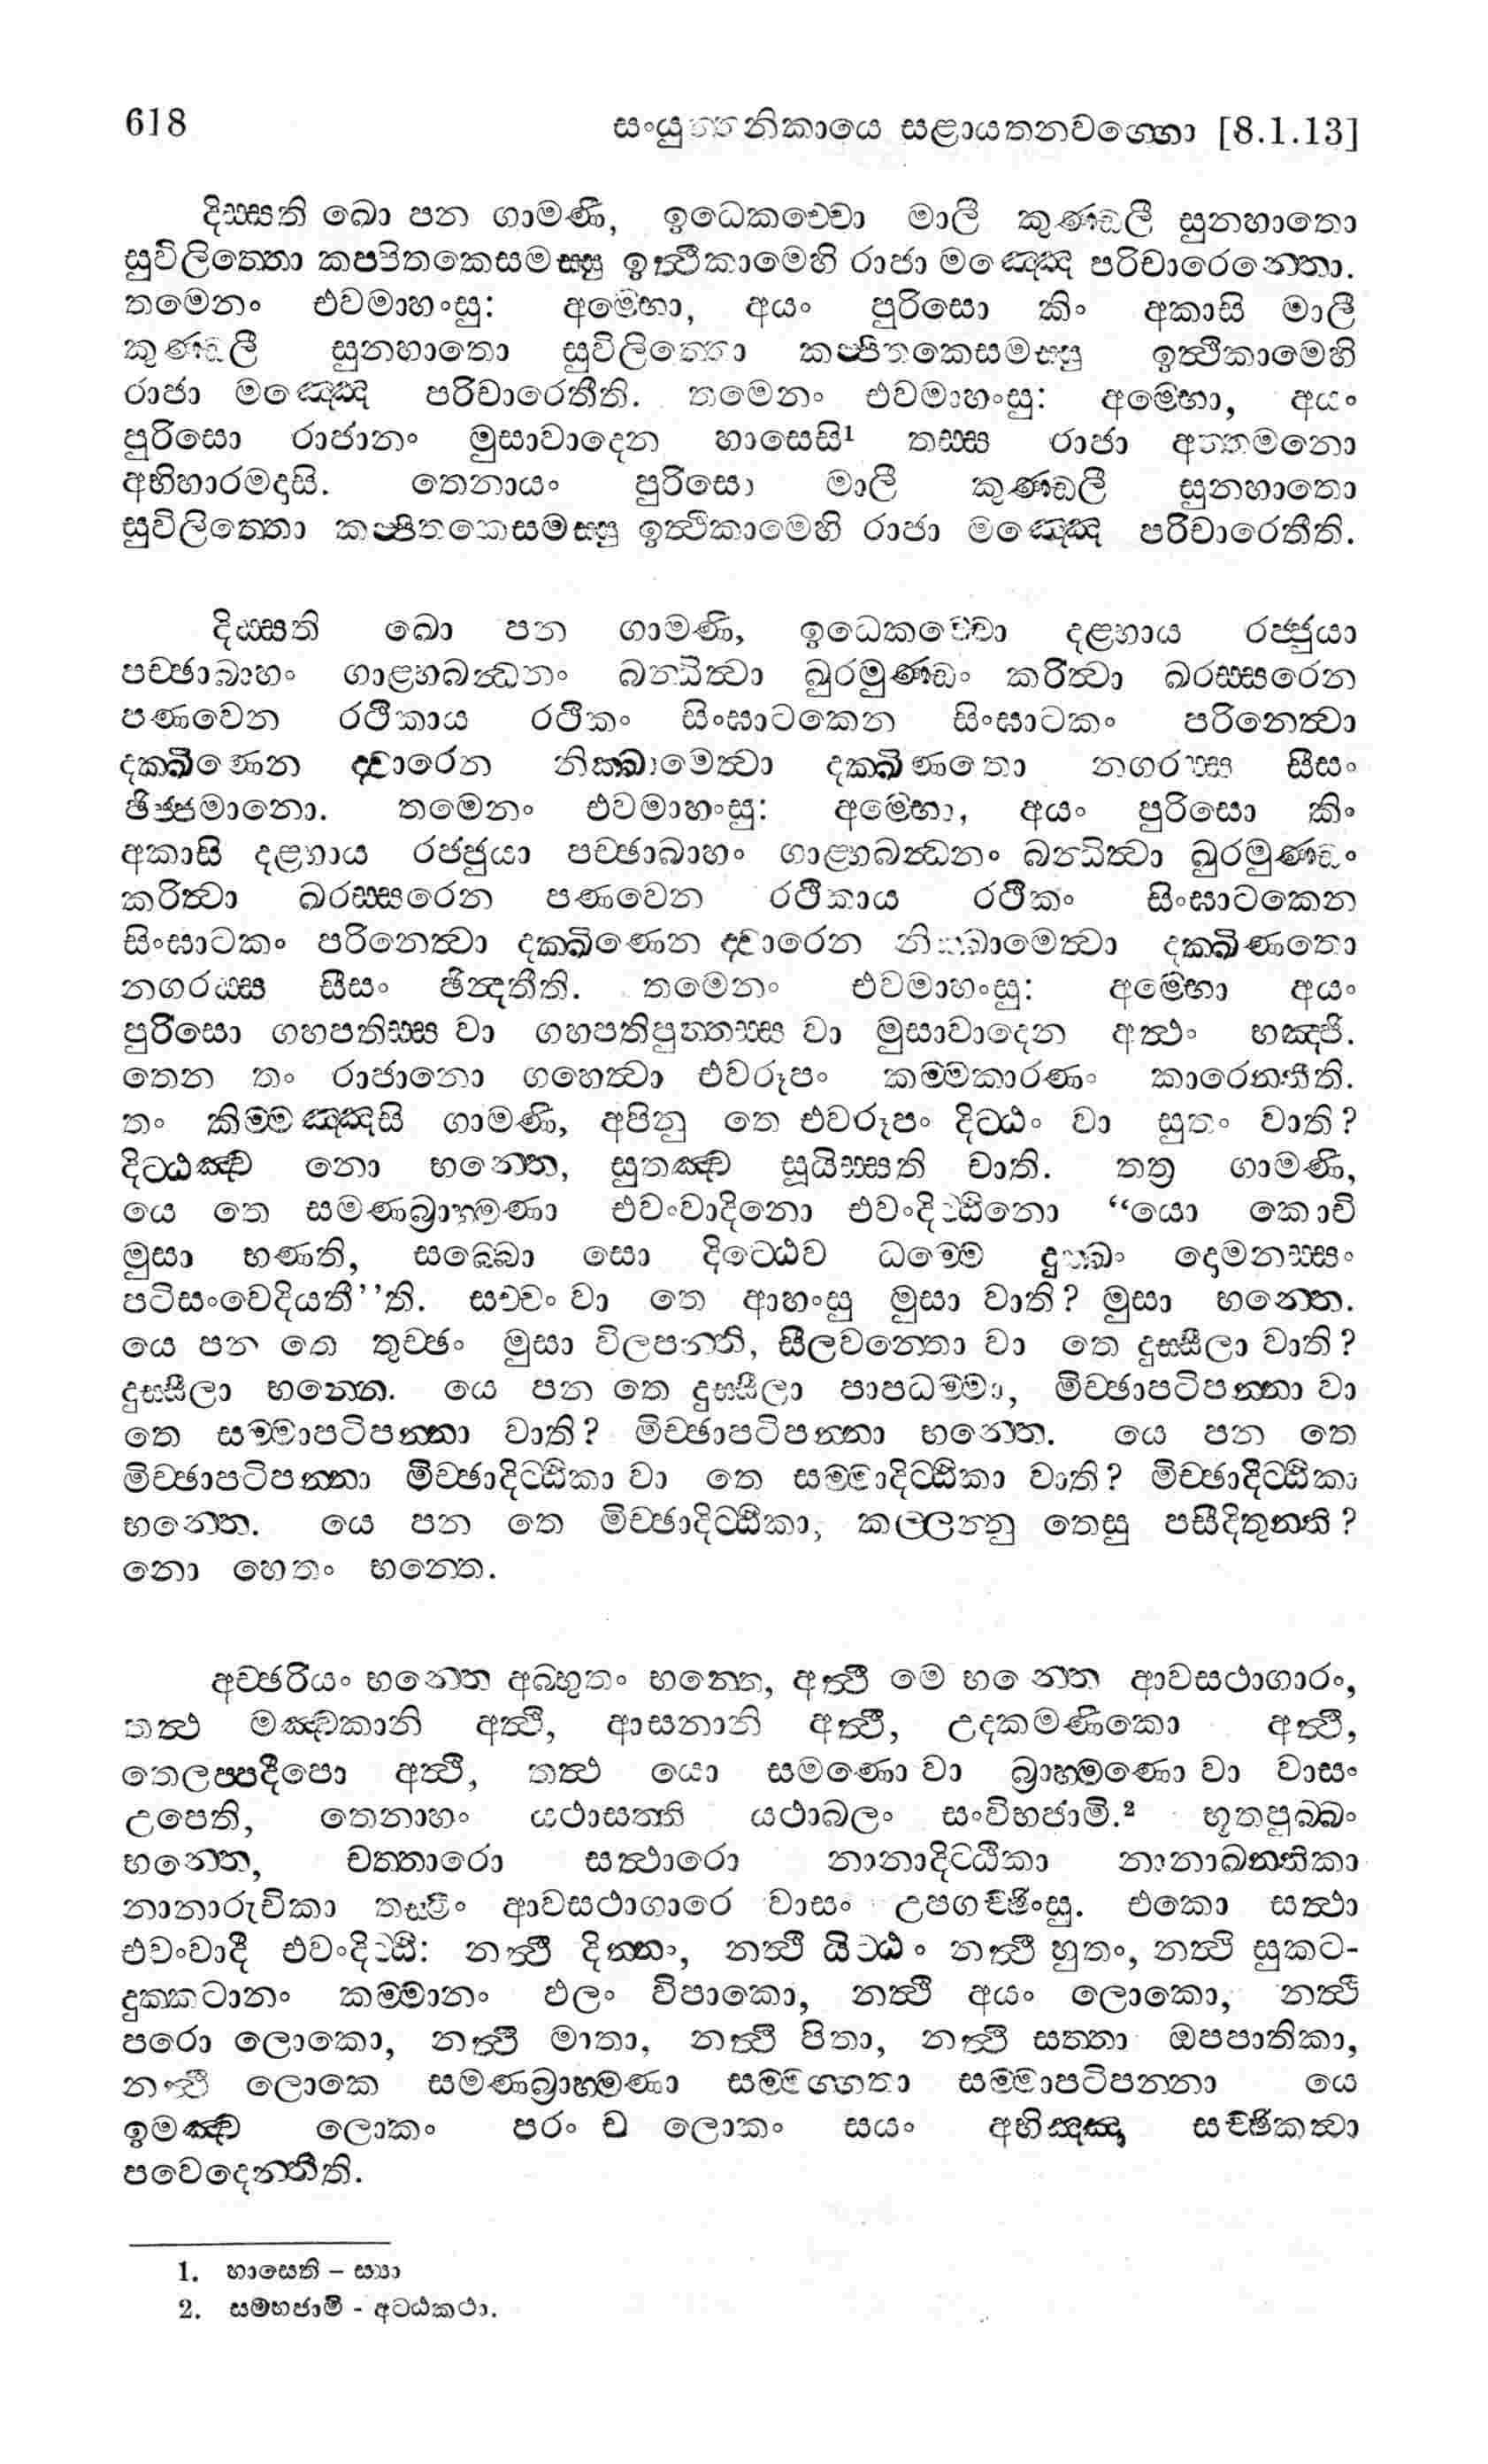 618 සංයුත්තනිකායෙ සළායතනවග්ගො [8.1.13]
දිස්සති ඛො පන ගාමණී, ඉධෙකච්චො මාලී කුණ්ඩලී සුනහාතො
සුවිලිත්තො කප්පිතකෙසමස්සු ඉත්ථිකාමෙහි රාජා මඤ්ඤෙ පරිචාරෙන්තො.
තමෙනං එවමාහංසු: අම්භො, අයං පුරිසො කිං අකාසි මාලී
කුණ්ඩලී සුනහාතො සුවිලිත්තො කප්පිතකෙසමස්සු ඉත්ථිකාමෙහි
රාජා මඤ්ඤෙ පරිචාරෙතීති. තමෙනං එවමාහංසු: අම්භො, අයං
පුරිසො රාජානං මුසාවාදෙන හාසෙසි¹ තස්ස රාජා අත්තමනො
අභිහාරමදාසි. තෙනායං පුරිසො මාලී කුණ්ඩලී සුනහාතො
සුවිලිත්තො කප්පිතකෙසමස්සු ඉත්ථිකාමෙහි රාජා මඤ්ඤෙ පරිචාරෙතීති.
දිස්සති ඛො පන ගාමණි, ඉධෙකච්චො දළහාය රජ්ජුයා
පච්ඡාබාහං ගාළහබන්ධනං බන්ධිත්වා ඛුරමුණ්ඩං කරිත්වා ඛරස්සරෙන
පණවෙන රථිකාය රථිකං සිංඝාටකෙන සිංඝාටකං පරිනෙත්වා
දක්ඛිණෙන ද්වාරෙන නික්ඛාමෙත්වා දක්ඛිණතො නගරස්ස සීසං
ඡිජ්ජමානො. තමෙනං එවමාහංසු: අම්භො, අයං පුරිසො කිං
අකාසි දළහාය රජ්ජුයා පච්ඡාබාහං ගාළහබන්ධනං බන්ධිත්වා ඛුරමුණ්ඩං
කරිත්වා ඛරස්සරෙන පණවෙන රථිකාය රථිකං සිංඝාටකෙන
සිංඝාටකං පරිනෙත්වා දක්ඛිණෙන ද්වාරෙන නික්ඛාමෙත්වා දක්ඛිණතො
නගරස්ස සීසං ඡින්දතීති. තමෙනං එවමාහංසු: අම්භො අයං
පුරිසො ගහපතිස්ස වා ගහපතිපුත්තස්ස වා මුසාවාදෙන අත්ථං භඤ්ජි.
තෙන තං රාජානො ගහෙත්වා එවරූපං කම්මකාරණං කාරෙන්තීති.
තං කිම්මඤ්ඤසි ගාමණි, අපිනු තෙ එවරූපං දිට්ඨං වා සුතං වාති?
දිට්ඨඤ්ච නො භන්තෙ, සුතඤ්ච සූයිස්සති චාති. තත්‍ර ගාමණි,
යෙ තෙ සමණබ්‍රාහ්මණා එවංවාදිනො එවංදිට්ඨිනො “යො කොචි
මුසා භණති, සබ්බො සො දිට්ඨෙව ධම්මෙ දුක්ඛං දොමනස්සං
පටිසංවෙදියතී’’ති. සච්චං වා තෙ ආහංසු මුසා වාති? මුසා භන්තෙ.
යෙ පන තෙ තුච්ඡං මුසා විලපන්ති, සීලවන්තො වා තෙ දුස්සීලා වාති?
දුස්සීලා භන්තෙ. යෙ පන තෙ දුස්සීලා පාපධම්මා, මිච්ඡාපටිපන්නා වා
තෙ සම්මාපටිපන්නා වාති? මිච්ඡාපටිපන්නා භන්තෙ. යෙ පන තෙ
මිච්ඡාපටිපන්නා මිච්ඡාදිට්ඨිකා වා තෙ සම්මාදිට්ඨිකා වාති? මිච්ඡාදිට්ඨිකා
භන්තෙ. යෙ පන තෙ මිච්ඡාදිට්ඨිකා, කල්ලන්නු තෙසු පසීදිතුන්ති?
නො හෙතං භන්තෙ.
අච්ඡරියං භන්තෙ අබ්භුතං භන්තෙ, අත්ථි මෙ භන්තෙ ආවසථාගාරං,
තත්ථ මඤ්චකානි අත්ථි, ආසනානි අත්ථි, උදකමණිකො අත්ථි,
තෙලප්පදීපො අත්ථි, තත්ථ යො සමණො වා බ්‍රාහ්මණො වා වාසං
උපෙති, තෙනාහං යථාසත්ති යථාබලං සංවිභජාමි.² භූතපුබ්බං
භන්තෙ, චත්තාරො සත්ථාරො නානාදිට්ඨිකා නානාඛන්තිකා
නානාරුචිකා තස්මිං ආවසථාගාරෙ වාසං උපගච්ඡිංසු. එකො සත්ථා
එවංවාදී එවංදිට්ඨි: නත්ථි දින්නං, නත්ථි යිට්ඨං නත්ථි හුතං, නත්ථි සුකට-
දුක්කටානං කම්මානං ඵලං විපාකො, නත්ථි අයං ලොකො, නත්ථි
පරො ලොකො, නත්ථි මාතා, නත්ථි පිතා, නත්ථි සත්තා ඔපපාතිකා,
නත්ථි ලොකෙ සමණබ්‍රාහ්මණා සම්මග්ගතා සම්මාපටිපන්නා යෙ
ඉමඤ්ච ලොකං පරං ච ලොකං සයං අභිඤ්ඤා සච්ඡිකත්වා
පවෙදෙන්තීති.
1. හාසෙති – ස්‍යා
2. සම්භජාමි - අට්ඨකථා.